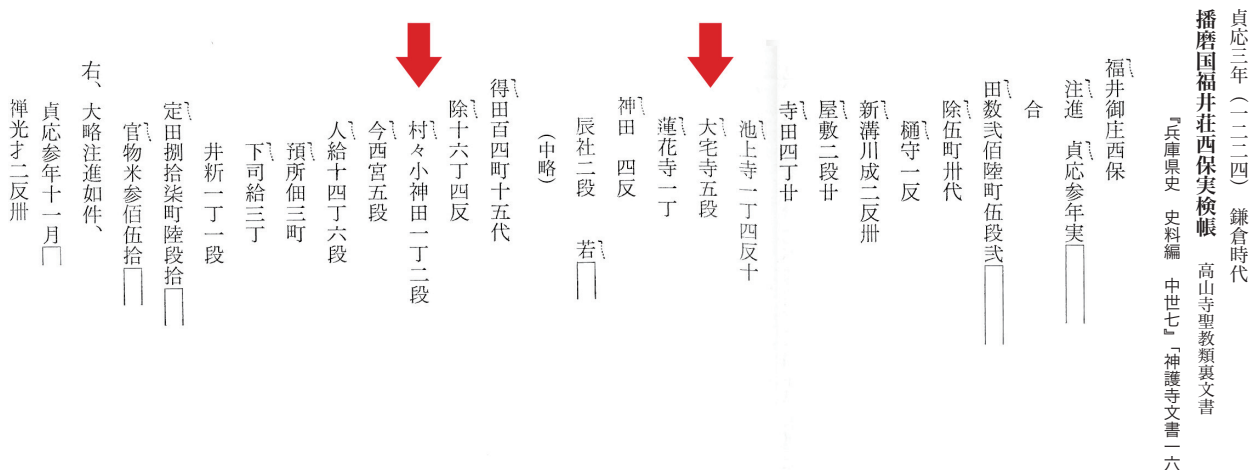 貞応三年（一二二四）　鎌倉時代
播磨国福井荘西保実検帳　高山寺聖教類裏文書
『兵庫県史　史料編　中世七』「神護寺文書一六
福井御庄西保
注進　貞応参年実
合
田数弐佰陸町伍段弐
除伍町卅代
樋守一反
新溝川成二反卌
屋敷二段廿
寺田四丁廿
池上寺一丁四反十
大宅寺五段
蓮花寺一丁
神田　四反
辰社二段　若
（中略）
得田百四町十五代
除十六丁四反
村々小神田一丁二段
今西宮五段
人給十四丁六段
預所佃三町
下司給三丁
井新一丁一段
定田捌拾柒町陸段拾
官物米参佰伍拾
右、大略注進如件、
貞応参年十一月
禅光才二反卌